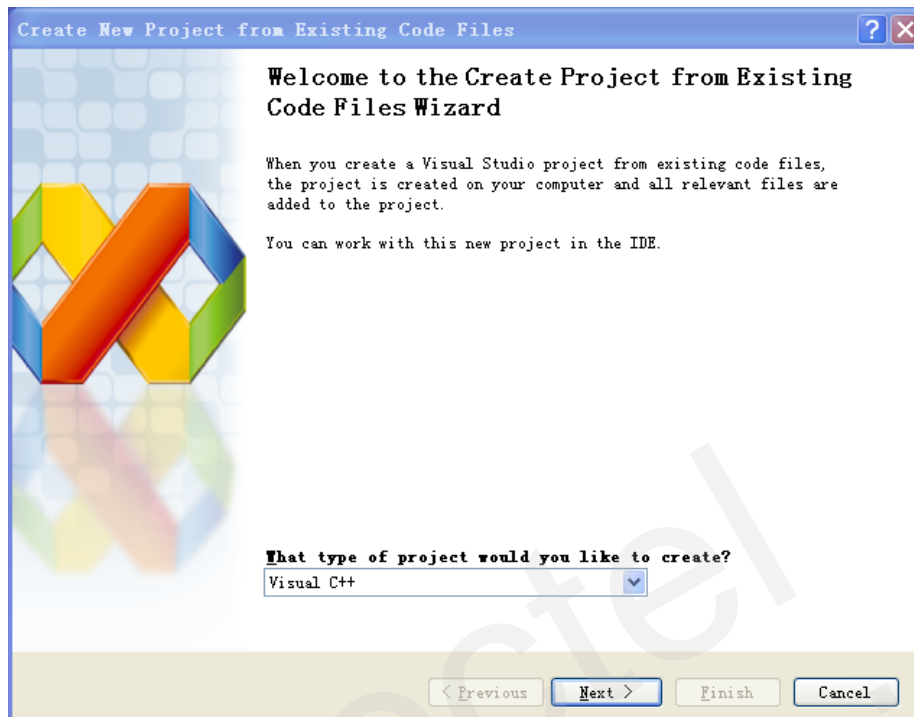 Create New Project from Existing Code Files
Welcome to the Create Project from Existing
Code Files Wizard
When you create a Visual Studio project from existing code files,
the project is created on your computer and all relevant files are
added to the project.
You can work with this new project in the IDE.
What type of project would you like to create?
Visual C++
< Previous
Next >
Finish
Cancel